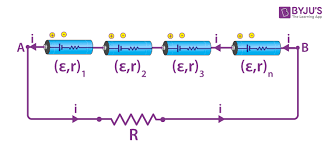 BYJU'S
The Learning App
i i i
A B
(ε,r)₁ (ε,r)₂ (ε,r)₃ (ε,r)ₙ
i i
R